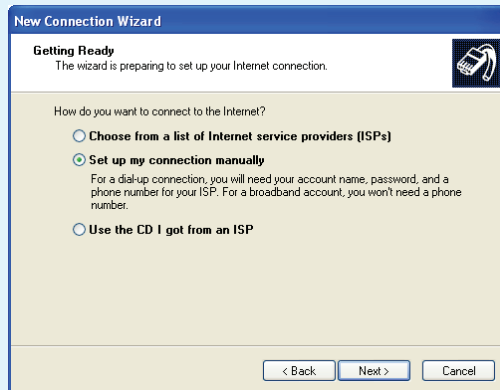 New Connection Wizard
Getting Ready
The wizard is preparing to set up your Internet connection.
How do you want to connect to the Internet?
Choose from a list of Internet service providers (ISPs)
Set up my connection manually
For a dial-up connection, you will need your account name, password, and a
phone number for your ISP. For a broadband account, you won't need a phone
number.
Use the CD I got from an ISP
< Back Next > Cancel